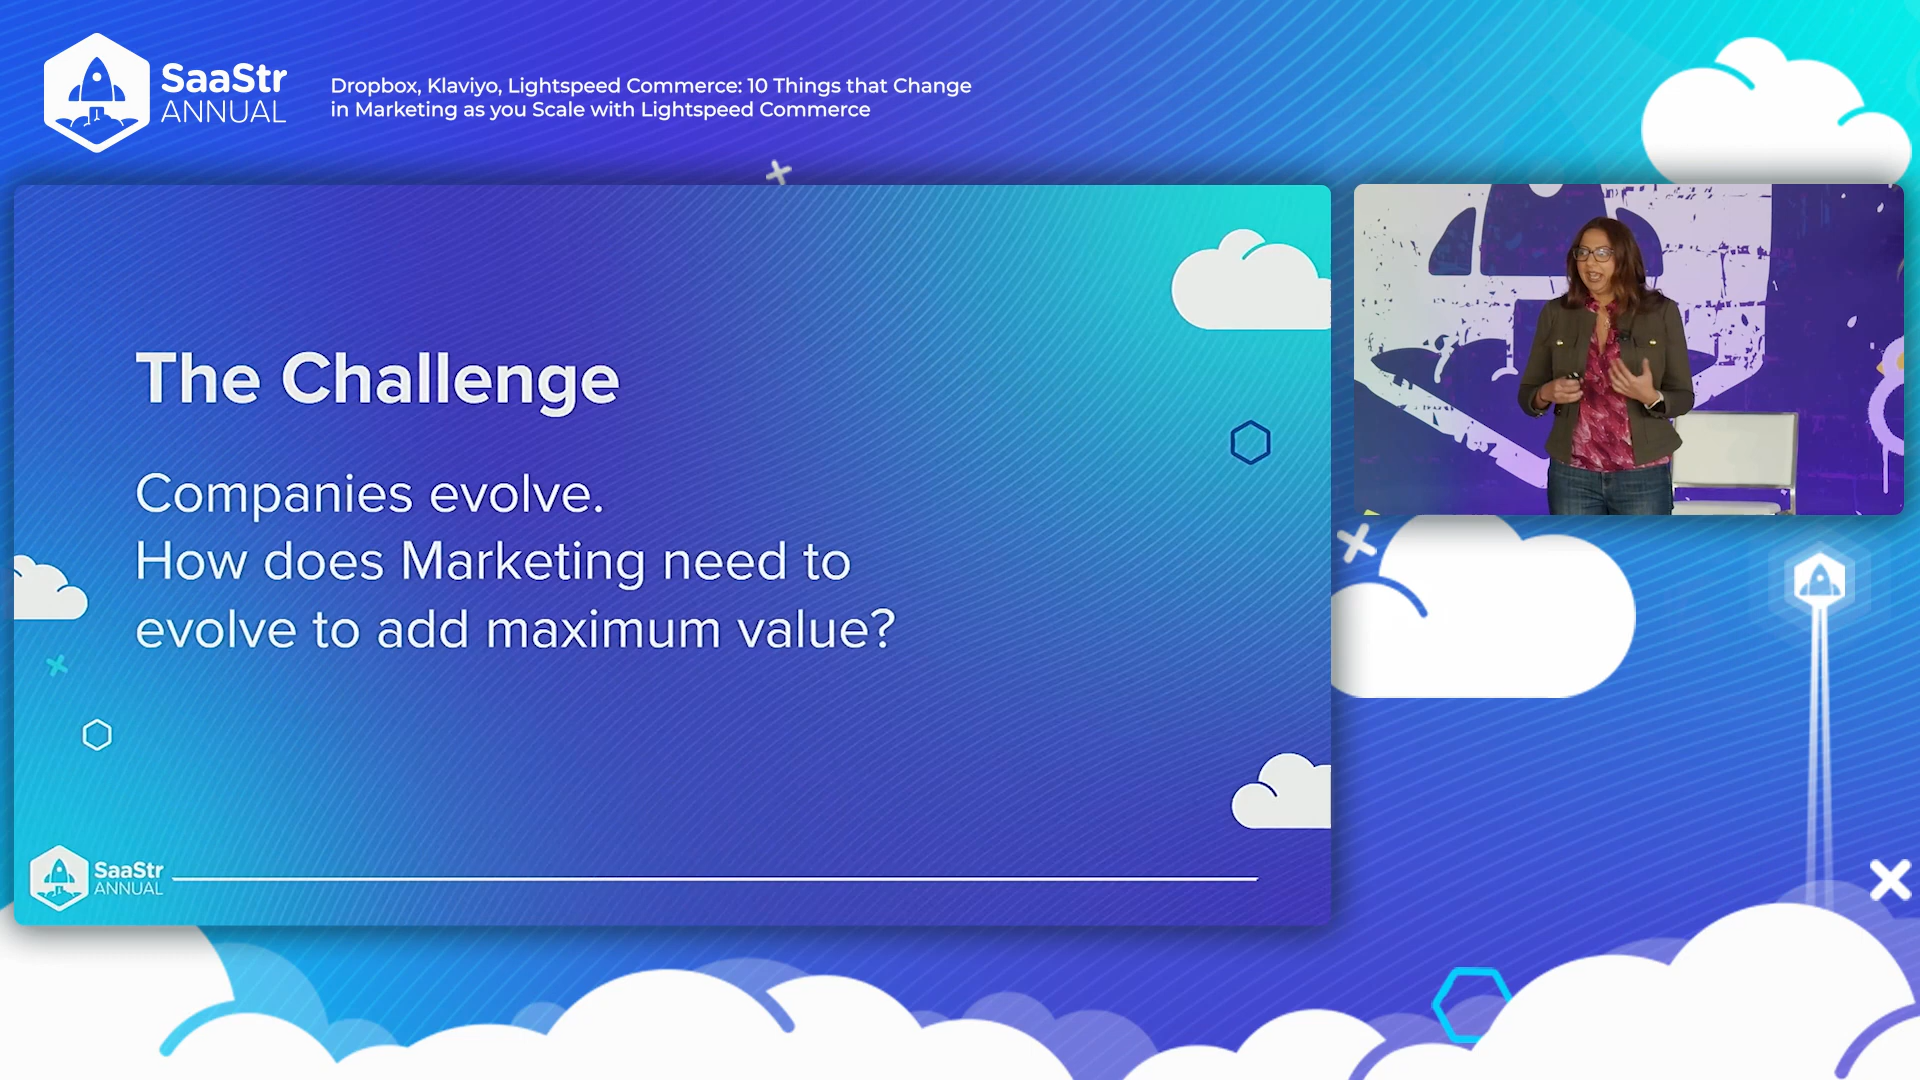 SaaStr
ANNUAL
Dropbox, Klaviyo, Lightspeed Commerce: 10 Things that Change
in Marketing as you Scale with Lightspeed Commerce
The Challenge
Companies evolve.
How does Marketing need to
evolve to add maximum value?
SaaStr
ANNUAL